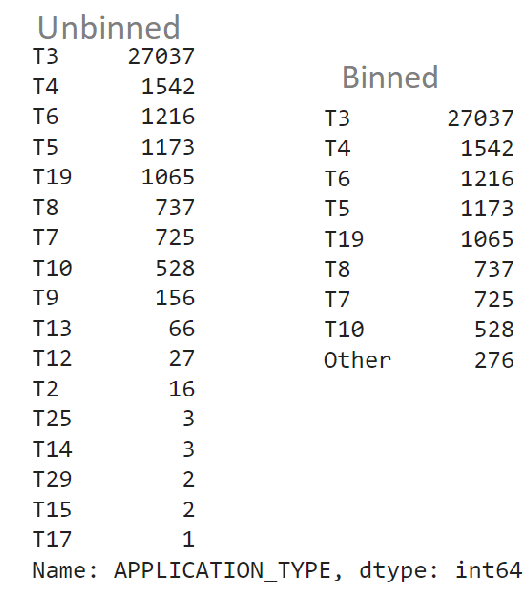 Unbinned
T3 27037
T4 1542
T6 1216
T5 1173
T19 1065
T8 737
T7 725
T10 528
T9 156
T13 66
T12 27
T2 16
T25 3
T14 3
T29 2
T15 2
T17 1
Name: APPLICATION_TYPE, dtype: int64
Binned
T3 27037
T4 1542
T6 1216
T5 1173
T19 1065
T8 737
T7 725
T10 528
Other 276